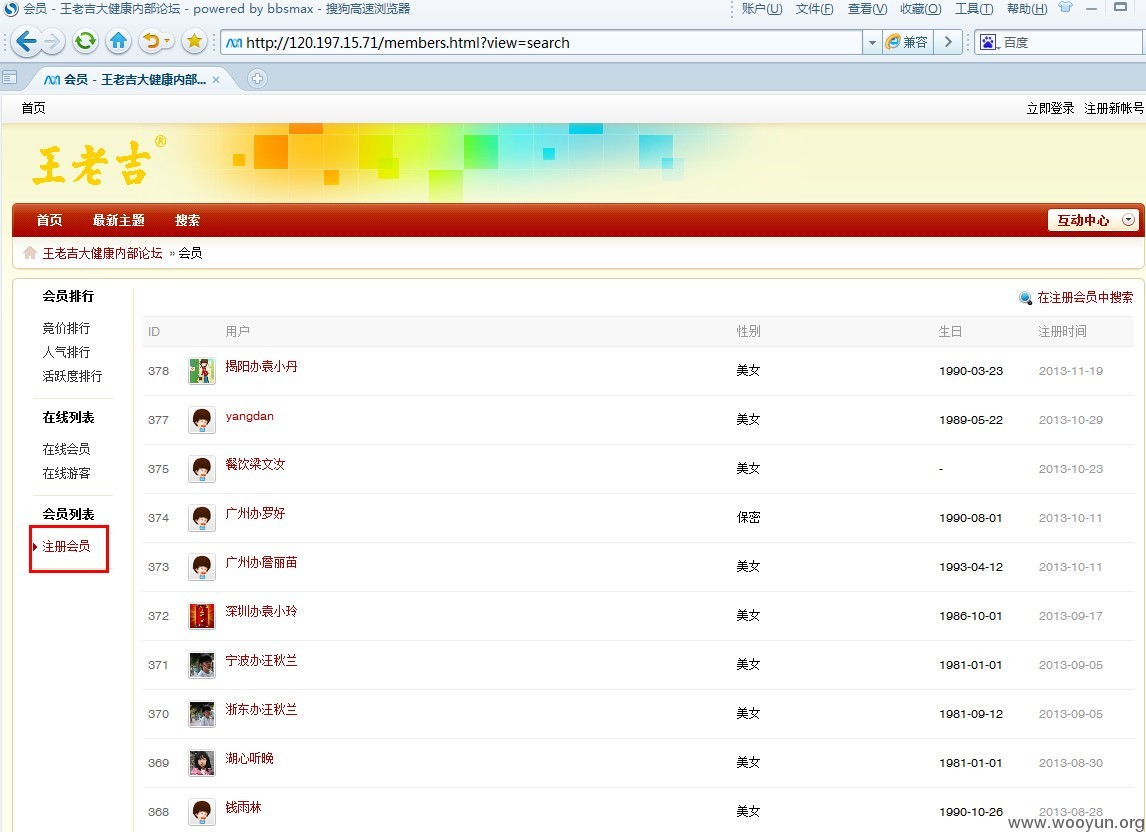 会员 - 王老吉大健康内部论坛 - powered by bbsmax - 搜狗高速浏览器
账户(U) 文件(F) 查看(V) 收藏(O) 工具(T) 帮助(H)
http://120.197.15.71/members.html?view=search
兼容
百度
会员 - 王老吉大健康内部...
首页
立即登录 注册新帐号
王老吉®
首页 最新主题 搜索
互动中心
王老吉大健康内部论坛 » 会员
会员排行
竟价排行
人气排行
活跃度排行
在线列表
在线会员
在线游客
会员列表
注册会员
在注册会员中搜索
ID 用户 性别 生日 注册时间
378 揭阳办袁小丹 美女 1990-03-23 2013-11-19
377 yangdan 美女 1989-05-22 2013-10-29
375 餐饮梁文汝 美女 - 2013-10-23
374 广州办罗好 保密 1990-08-01 2013-10-11
373 广州办詹丽苗 美女 1993-04-12 2013-10-11
372 深圳办袁小玲 美女 1986-10-01 2013-09-17
371 宁波办汪秋兰 美女 1981-01-01 2013-09-05
370 浙东办汪秋兰 美女 1981-09-12 2013-09-05
369 湖心听晚 美女 1981-01-01 2013-08-30
368 钱雨林 美女 1990-10-26 2013-08-28
www.wooyun.org